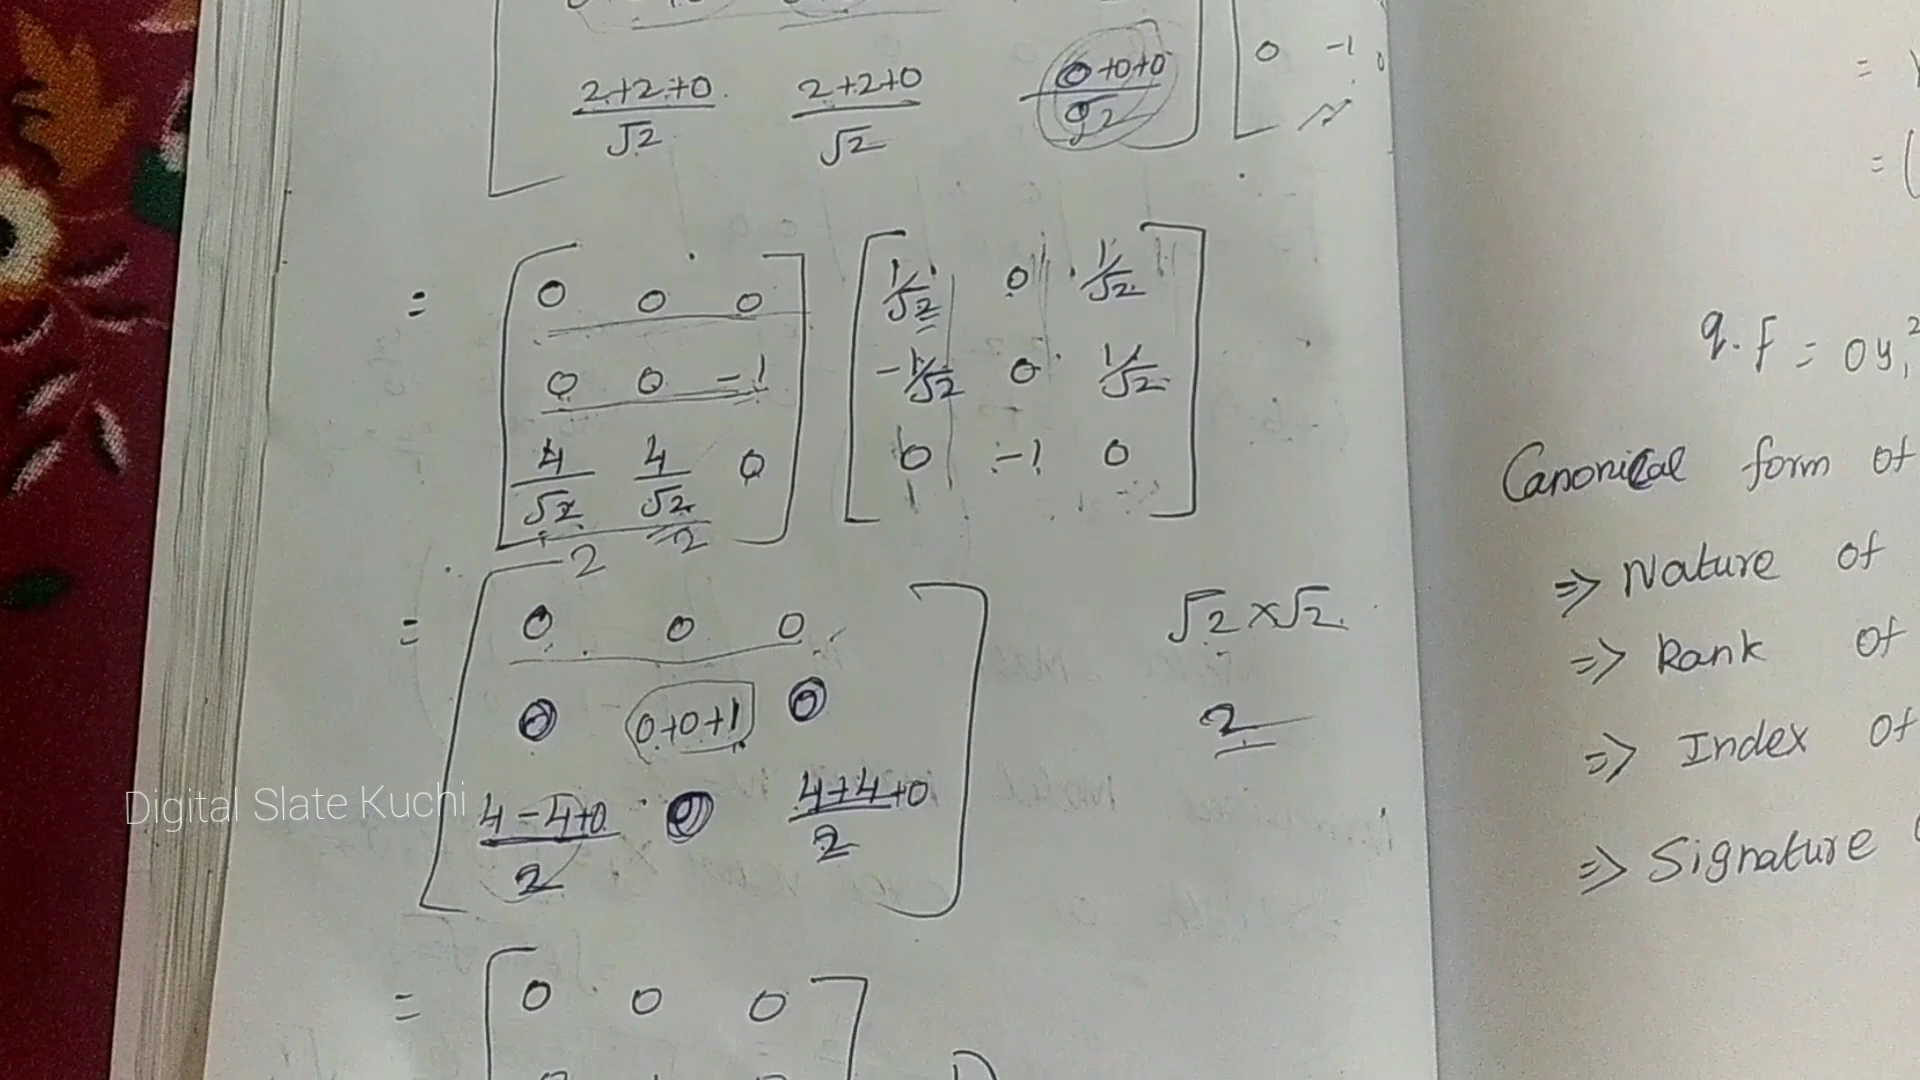 2+2+0/√2 2+2+0/√2 0+0+0/√2 0 -1
= [0 0 0] [1/√2 0 1/√2]
[0 0 -1] [-1/√2 0 1/√2]
[4/√2 4/√2 0] [0 -1 0]
2 2
= [0 0 0]
[0 0+0+1 0]
[4-4+0/2 0 4+4+0/2]
√2×√2
2
= [0 0 0]
Digital Slate Kuchi
=
= (
q.f = 0y₁²
Canonical form of
⇒ Nature of
⇒ Rank of
⇒ Index of
⇒ Signature